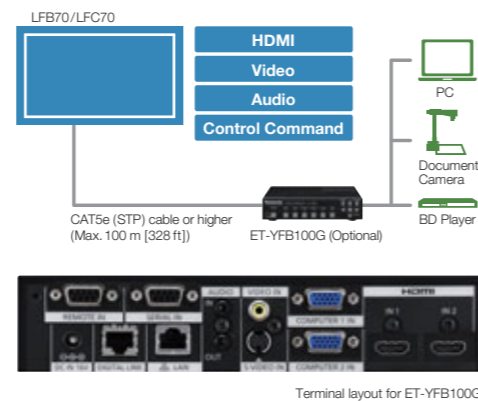 LFB70/LFC70
HDMI
Video
Audio
Control Command
PC
Document
Camera
BD Player
CAT5e (STP) cable or higher
(Max. 100 m [328 ft])
ET-YFB100G (Optional)
AUDIO
VIDEO IN
HDMI
IN
IN 1
IN 2
REMOTE IN
SERIAL IN
COMPUTER 1 IN
OUT
DC IN 16V
DIGITAL LINK
LAN
S-VIDEO IN
COMPUTER 2 IN
Terminal layout for ET-YFB100G